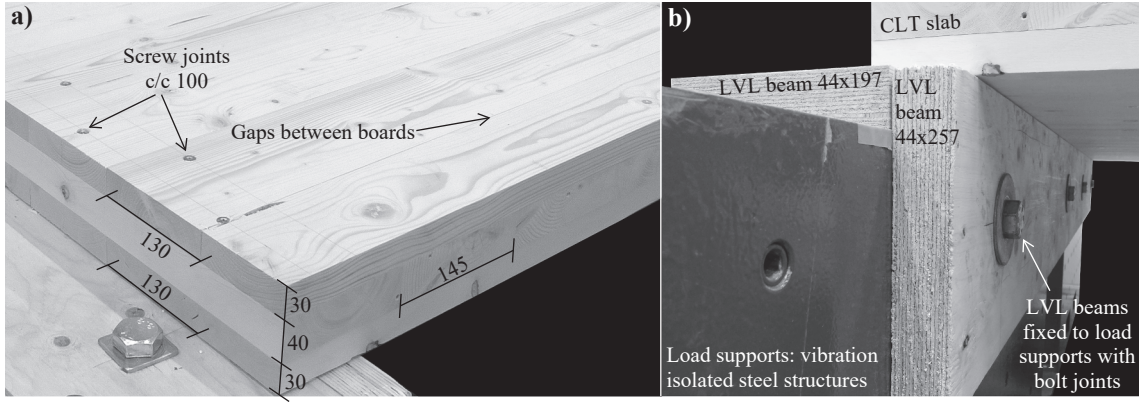 a)
Screw joints
c/c 100
Gaps between boards
130
130
145
30
40
30
b)
CLT slab
LVL beam 44x197
LVL
beam
44x257
Load supports: vibration
isolated steel structures
LVL beams
fixed to load
supports with
bolt joints